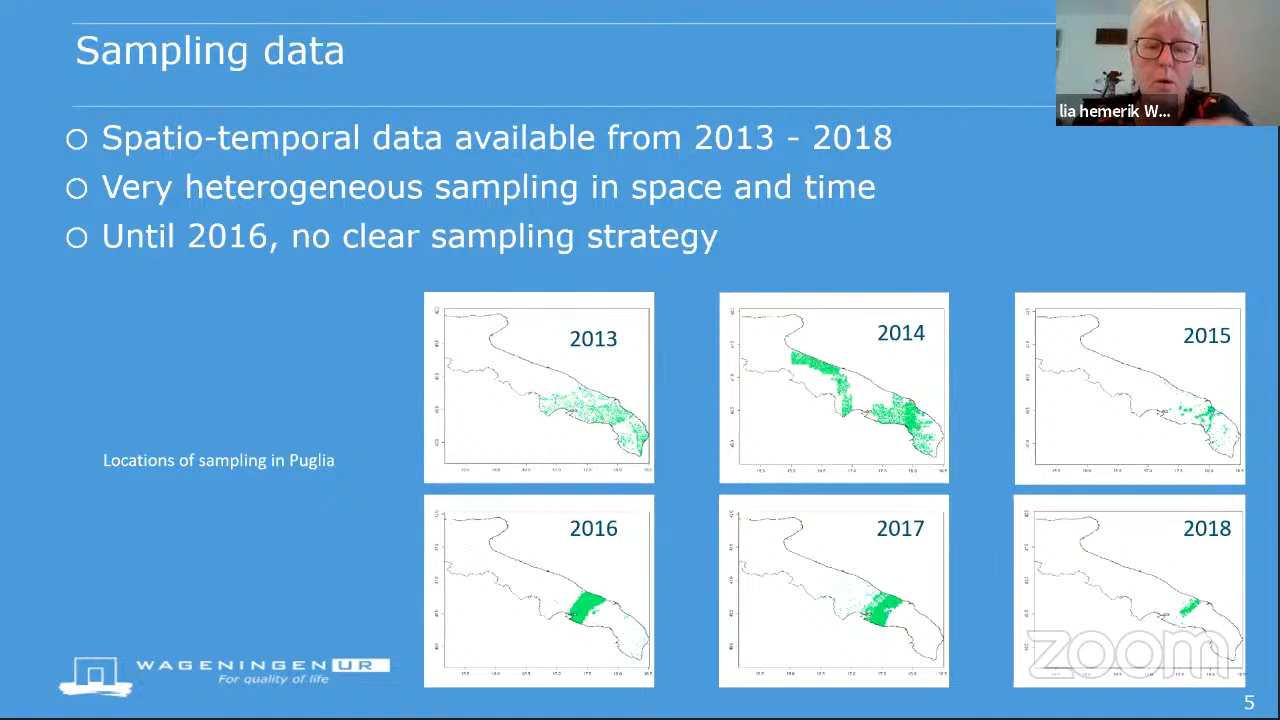 Sampling data
lia hemerik W...
Spatio-temporal data available from 2013 - 2018
Very heterogeneous sampling in space and time
Until 2016, no clear sampling strategy
2013
2014
2015
Locations of sampling in Puglia
2016
2017
2018
zoom
WAGENINGEN UR
For quality of life
5